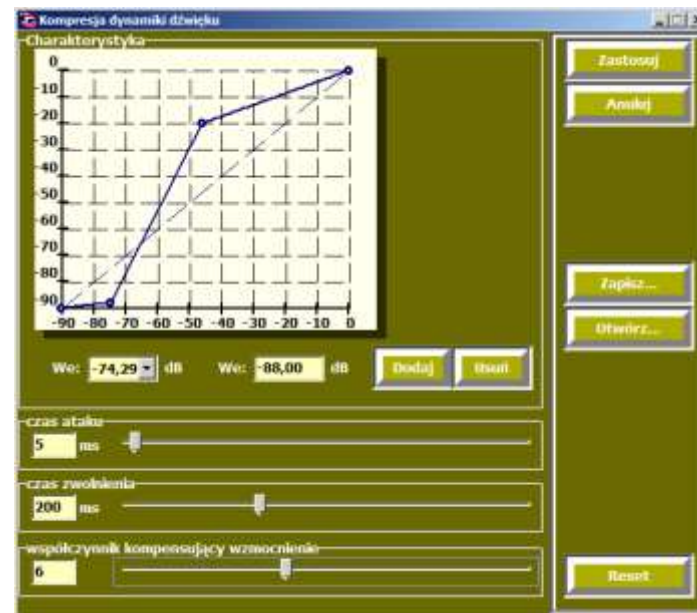 Kompresja dynamiki dźwięku
Charakterystyka
0
-10
-20
-30
-40
-50
-60
-70
-80
-90
-90 -80 -70 -60 -50 -40 -30 -20 -10 0
We: -74,29 dB We: -88,00 dB Dodaj Usuń
czas ataku
5 ms
czas zwolnienia
200 ms
współczynnik kompensujący wzmocnienie
6
Zastosuj
Anuluj
Zapisz...
Otwórz...
Reset